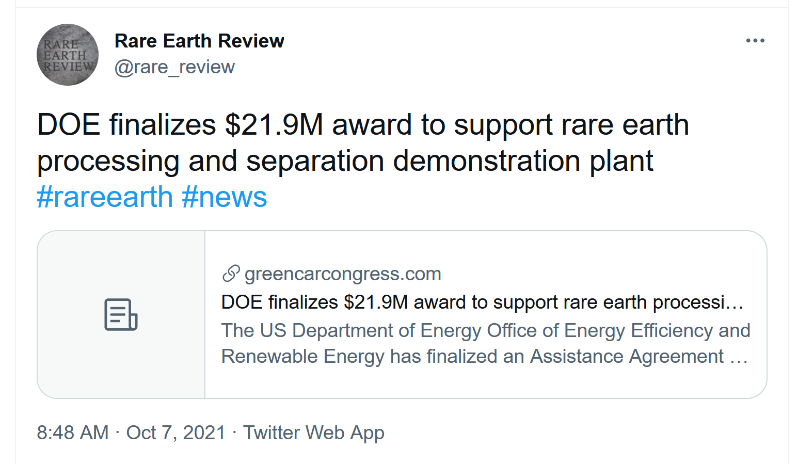 RARE
EARTH
REVIEW
Rare Earth Review
@rare_review
DOE finalizes $21.9M award to support rare earth
processing and separation demonstration plant
#rareearth #news
greencarcongress.com
DOE finalizes $21.9M award to support rare earth processi...
The US Department of Energy Office of Energy Efficiency and
Renewable Energy has finalized an Assistance Agreement ...
8:48 AM · Oct 7, 2021 · Twitter Web App